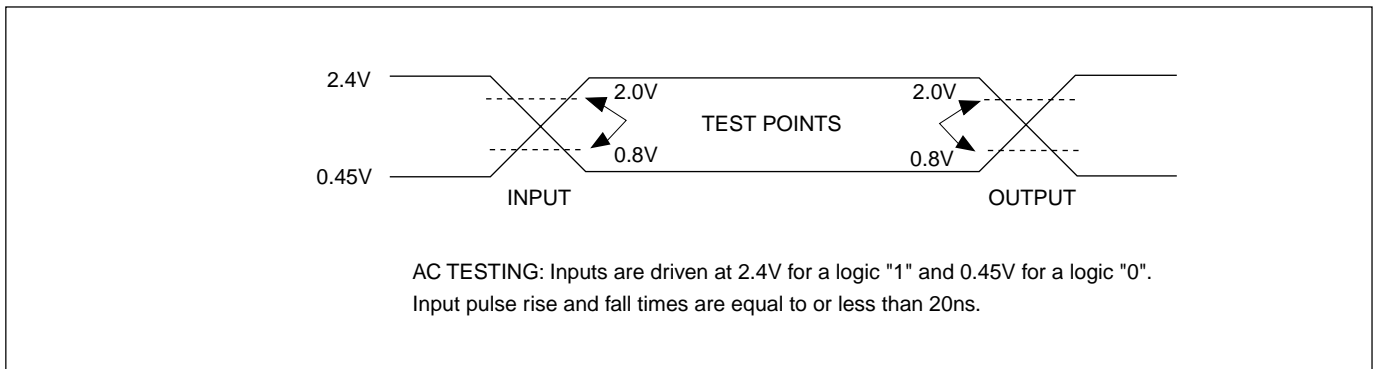 2.4V
2.0V
2.0V
TEST POINTS
0.8V
0.8V
0.45V
INPUT
OUTPUT
AC TESTING: Inputs are driven at 2.4V for a logic "1" and 0.45V for a logic "0".
Input pulse rise and fall times are equal to or less than 20ns.